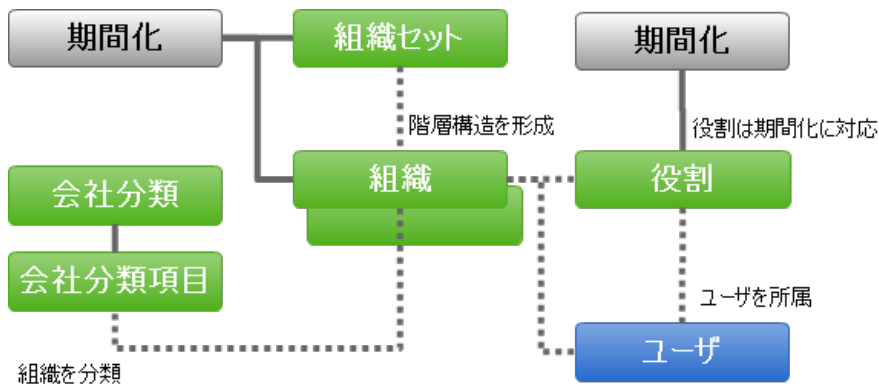 期間化
組織セット
期間化
階層構造を形成
役割は期間化に対応
組織
役割
会社分類
会社分類項目
ユーザを所属
ユーザ
組織を分類